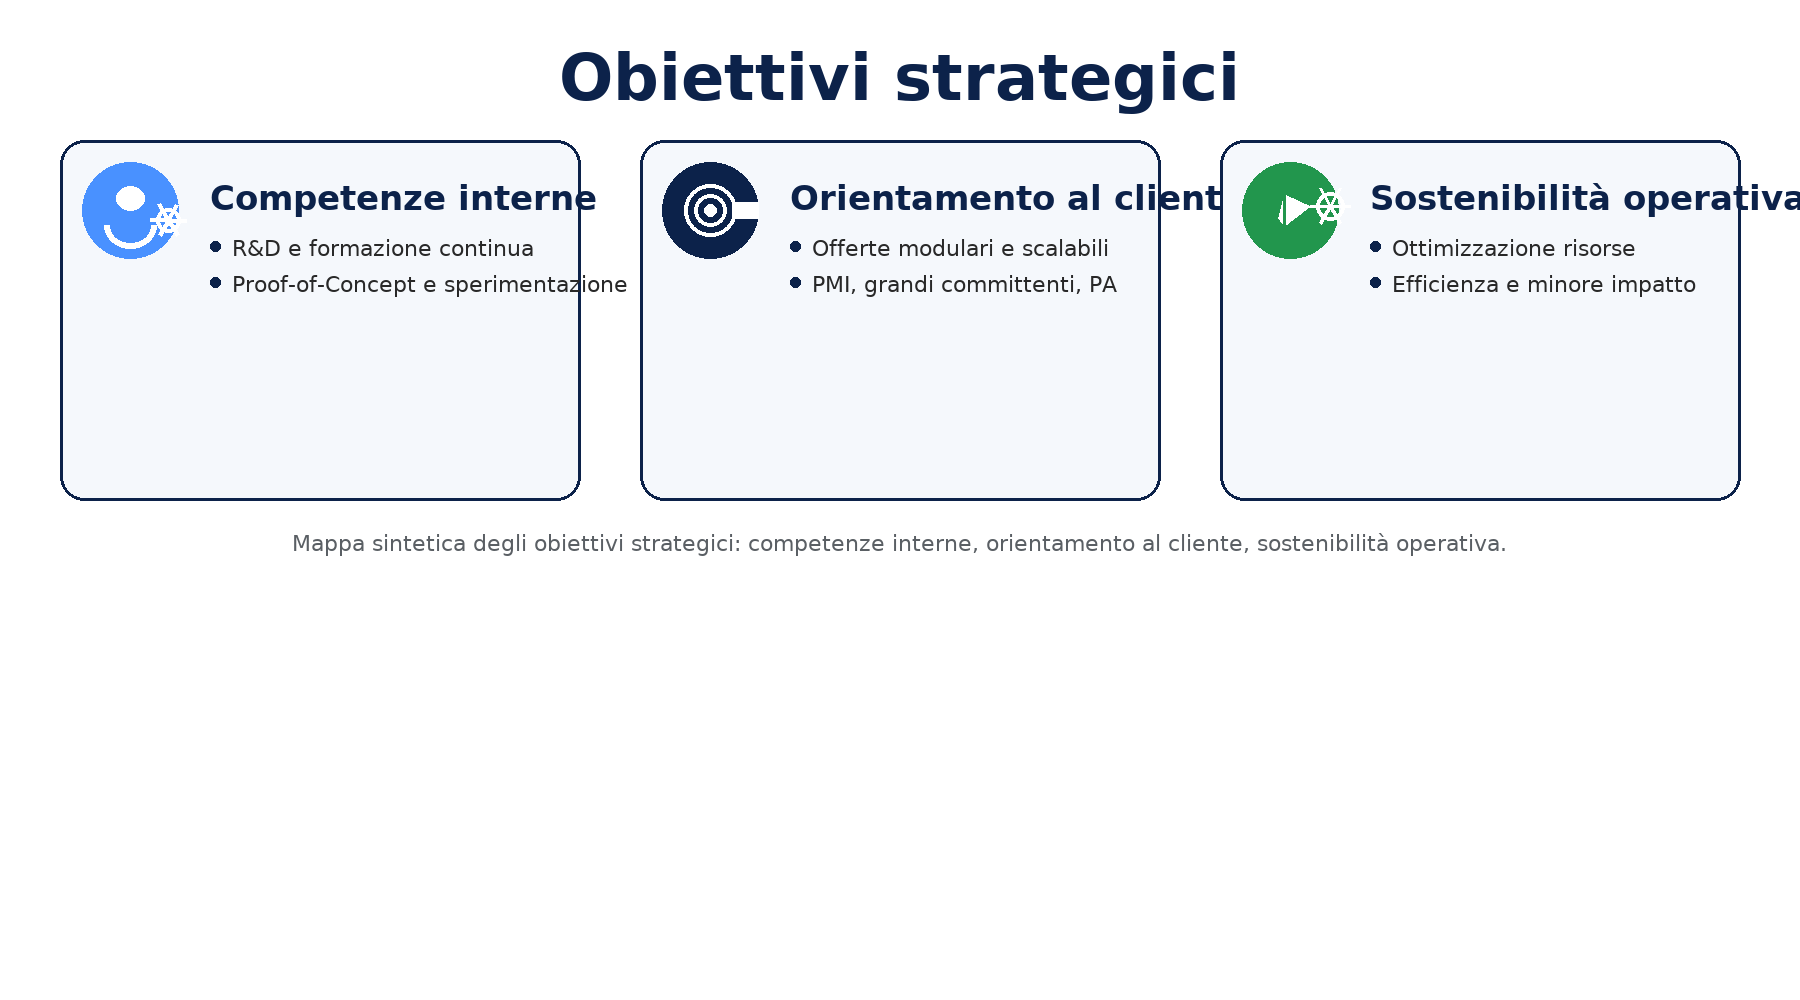 Obiettivi strategici
Competenze interne
R&D e formazione continua
Proof-of-Concept e sperimentazione
Orientamento al client
Offerte modulari e scalabili
PMI, grandi committenti, PA
Sostenibilità operativa
Ottimizzazione risorse
Efficienza e minore impatto
Mappa sintetica degli obiettivi strategici: competenze interne, orientamento al cliente, sostenibilità operativa.